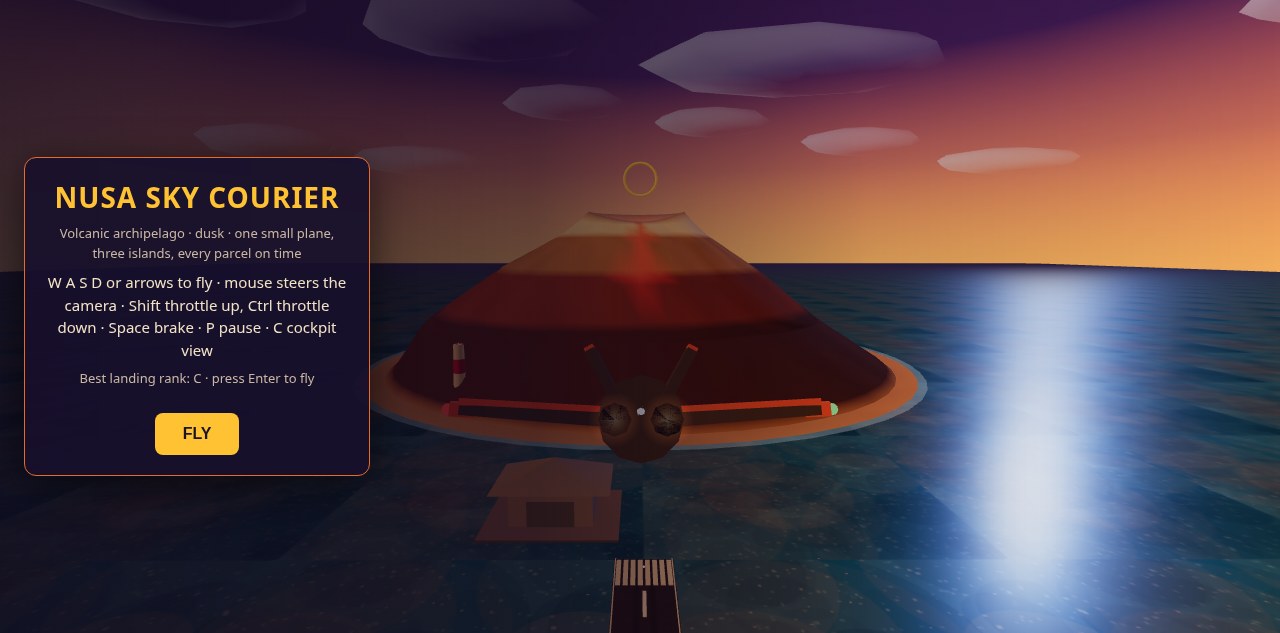 NUSA SKY COURIER
Volcanic archipelago · dusk · one small plane,
three islands, every parcel on time
W A S D or arrows to fly · mouse steers the
camera · Shift throttle up, Ctrl throttle
down · Space brake · P pause · C cockpit
view
Best landing rank: C · press Enter to fly
FLY